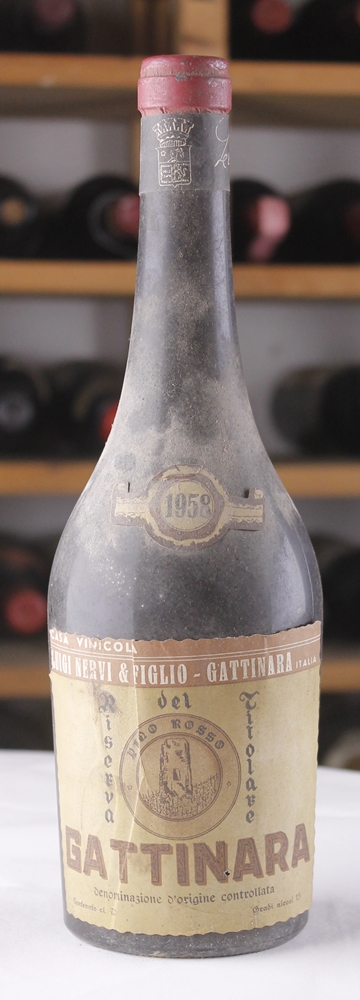 1958
CASA VINICOLA
LUIGI NERVI & FIGLIO - GATTINARA ITALIA
Riserva del Titolare
VINO ROSSO
GATTINARA
denominazione d'origine controllata